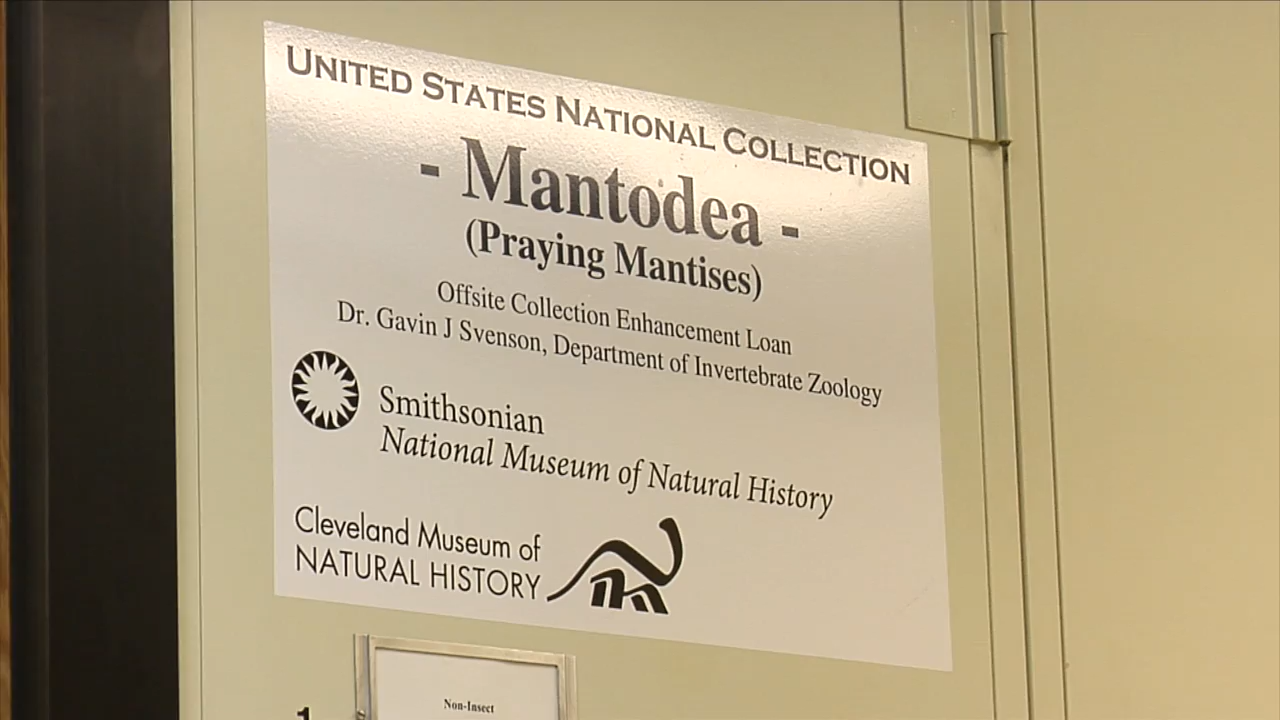 UNITED STATES NATIONAL COLLECTION
- Mantodea -
(Praying Mantises)
Offsite Collection Enhancement Loan
Dr. Gavin J Svenson, Department of Invertebrate Zoology
Smithsonian
National Museum of Natural History
Cleveland Museum of
NATURAL HISTORY
Non-Insect
1